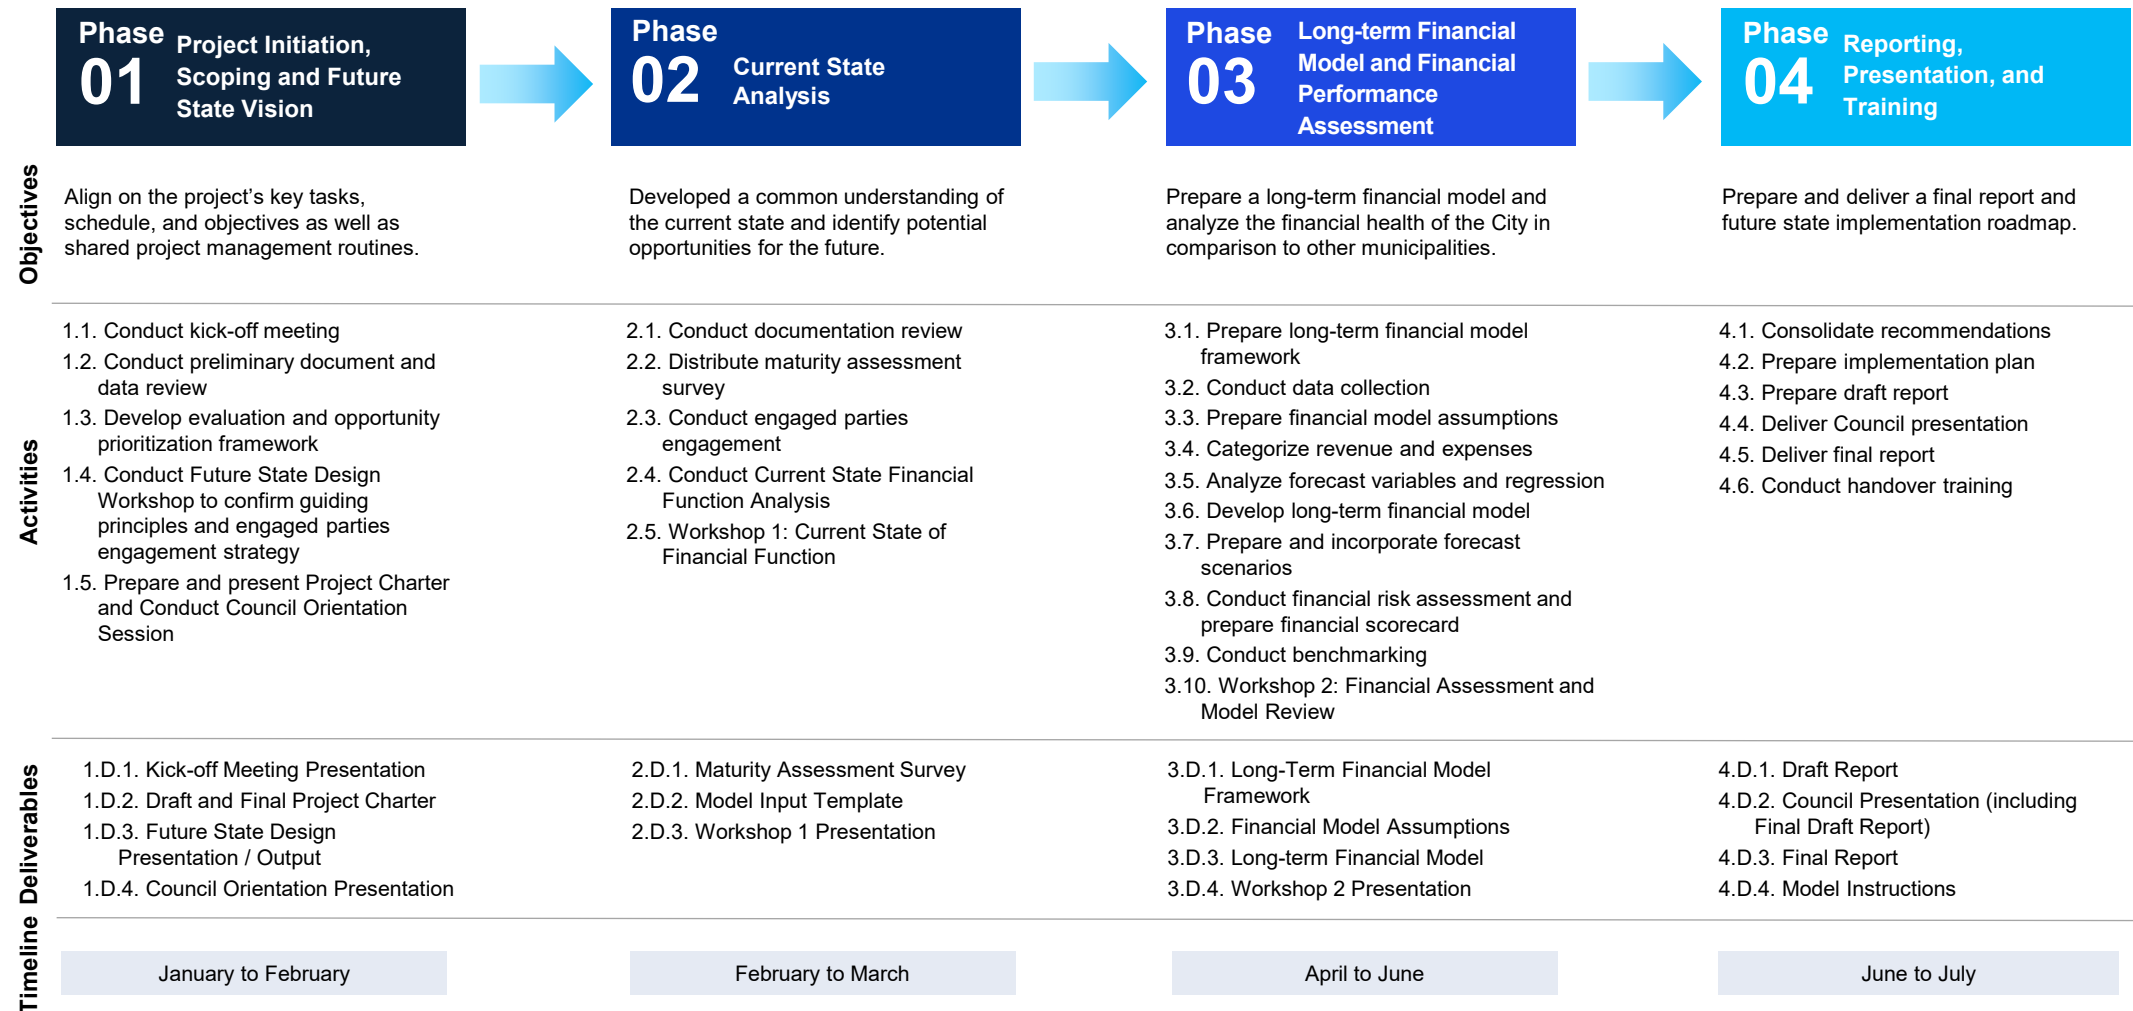 Phase
01
Project Initiation,
Scoping and Future
State Vision
Phase
02
Current State
Analysis
Phase
03
Long-term Financial
Model and Financial
Performance
Assessment
Phase
04
Reporting,
Presentation, and
Training
Objectives
Align on the project’s key tasks,
schedule, and objectives as well as
shared project management routines.
Developed a common understanding of
the current state and identify potential
opportunities for the future.
Prepare a long-term financial model and
analyze the financial health of the City in
comparison to other municipalities.
Prepare and deliver a final report and
future state implementation roadmap.
Activities
1.1. Conduct kick-off meeting
1.2. Conduct preliminary document and
data review
1.3. Develop evaluation and opportunity
prioritization framework
1.4. Conduct Future State Design
Workshop to confirm guiding
principles and engaged parties
engagement strategy
1.5. Prepare and present Project Charter
and Conduct Council Orientation
Session
2.1. Conduct documentation review
2.2. Distribute maturity assessment
survey
2.3. Conduct engaged parties
engagement
2.4. Conduct Current State Financial
Function Analysis
2.5. Workshop 1: Current State of
Financial Function
3.1. Prepare long-term financial model
framework
3.2. Conduct data collection
3.3. Prepare financial model assumptions
3.4. Categorize revenue and expenses
3.5. Analyze forecast variables and regression
3.6. Develop long-term financial model
3.7. Prepare and incorporate forecast
scenarios
3.8. Conduct financial risk assessment and
prepare financial scorecard
3.9. Conduct benchmarking
3.10. Workshop 2: Financial Assessment and
Model Review
4.1. Consolidate recommendations
4.2. Prepare implementation plan
4.3. Prepare draft report
4.4. Deliver Council presentation
4.5. Deliver final report
4.6. Conduct handover training
Deliverables
1.D.1. Kick-off Meeting Presentation
1.D.2. Draft and Final Project Charter
1.D.3. Future State Design
Presentation / Output
1.D.4. Council Orientation Presentation
2.D.1. Maturity Assessment Survey
2.D.2. Model Input Template
2.D.3. Workshop 1 Presentation
3.D.1. Long-Term Financial Model
Framework
3.D.2. Financial Model Assumptions
3.D.3. Long-term Financial Model
3.D.4. Workshop 2 Presentation
4.D.1. Draft Report
4.D.2. Council Presentation (including
Final Draft Report)
4.D.3. Final Report
4.D.4. Model Instructions
Timeline
January to February
February to March
April to June
June to July